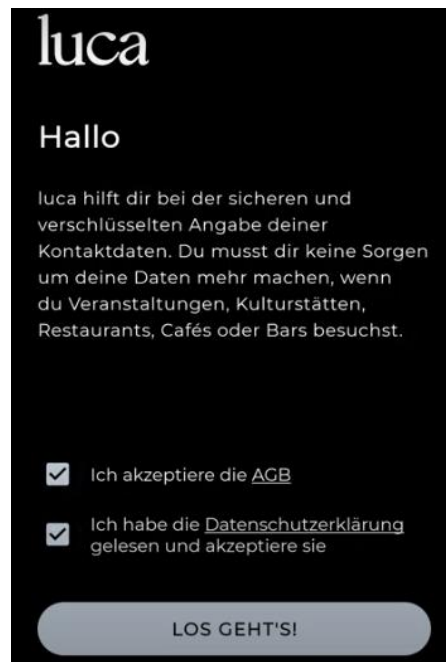 luca
Hallo
luca hilft dir bei der sicheren und
verschlüsselten Angabe deiner
Kontaktdaten. Du musst dir keine Sorgen
um deine Daten mehr machen, wenn
du Veranstaltungen, Kulturstätten,
Restaurants, Cafés oder Bars besuchst.
Ich akzeptiere die AGB
Ich habe die Datenschutzerklärung
gelesen und akzeptiere sie
LOS GEHT'S!